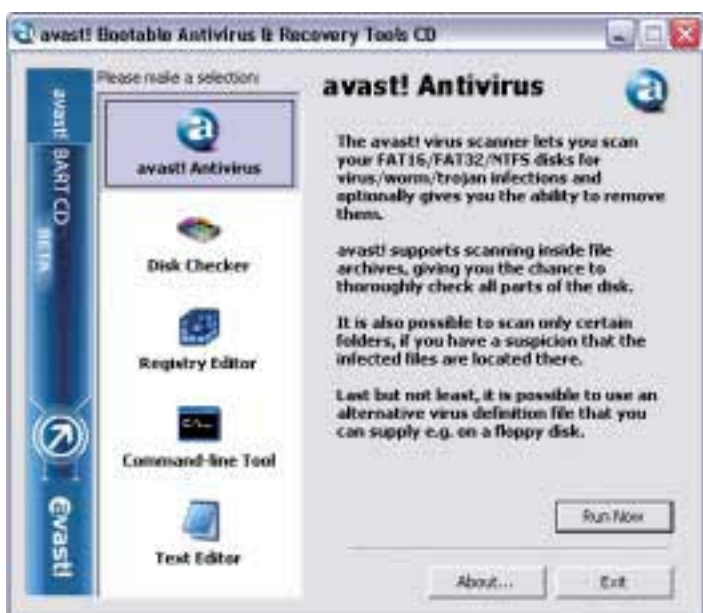 avast! Bootable Antivirus & Recovery Tools CD
Please make a selection:
avast! BART CD
BETA
avast!
avast! Antivirus
Disk Checker
Registry Editor
Command-line Tool
Text Editor
avast! Antivirus
The avast! virus scanner lets you scan
your FAT16/FAT32/NTFS disks for
virus/worm/trojan infections and
optionally gives you the ability to remove
them.
avast! supports scanning inside file
archives, giving you the chance to
thoroughly check all parts of the disk.
It is also possible to scan only certain
folders, if you have a suspicion that the
infected files are located there.
Last but not least, it is possible to use an
alternative virus definition file that you
can supply e.g. on a floppy disk.
Run Now
About...
Exit